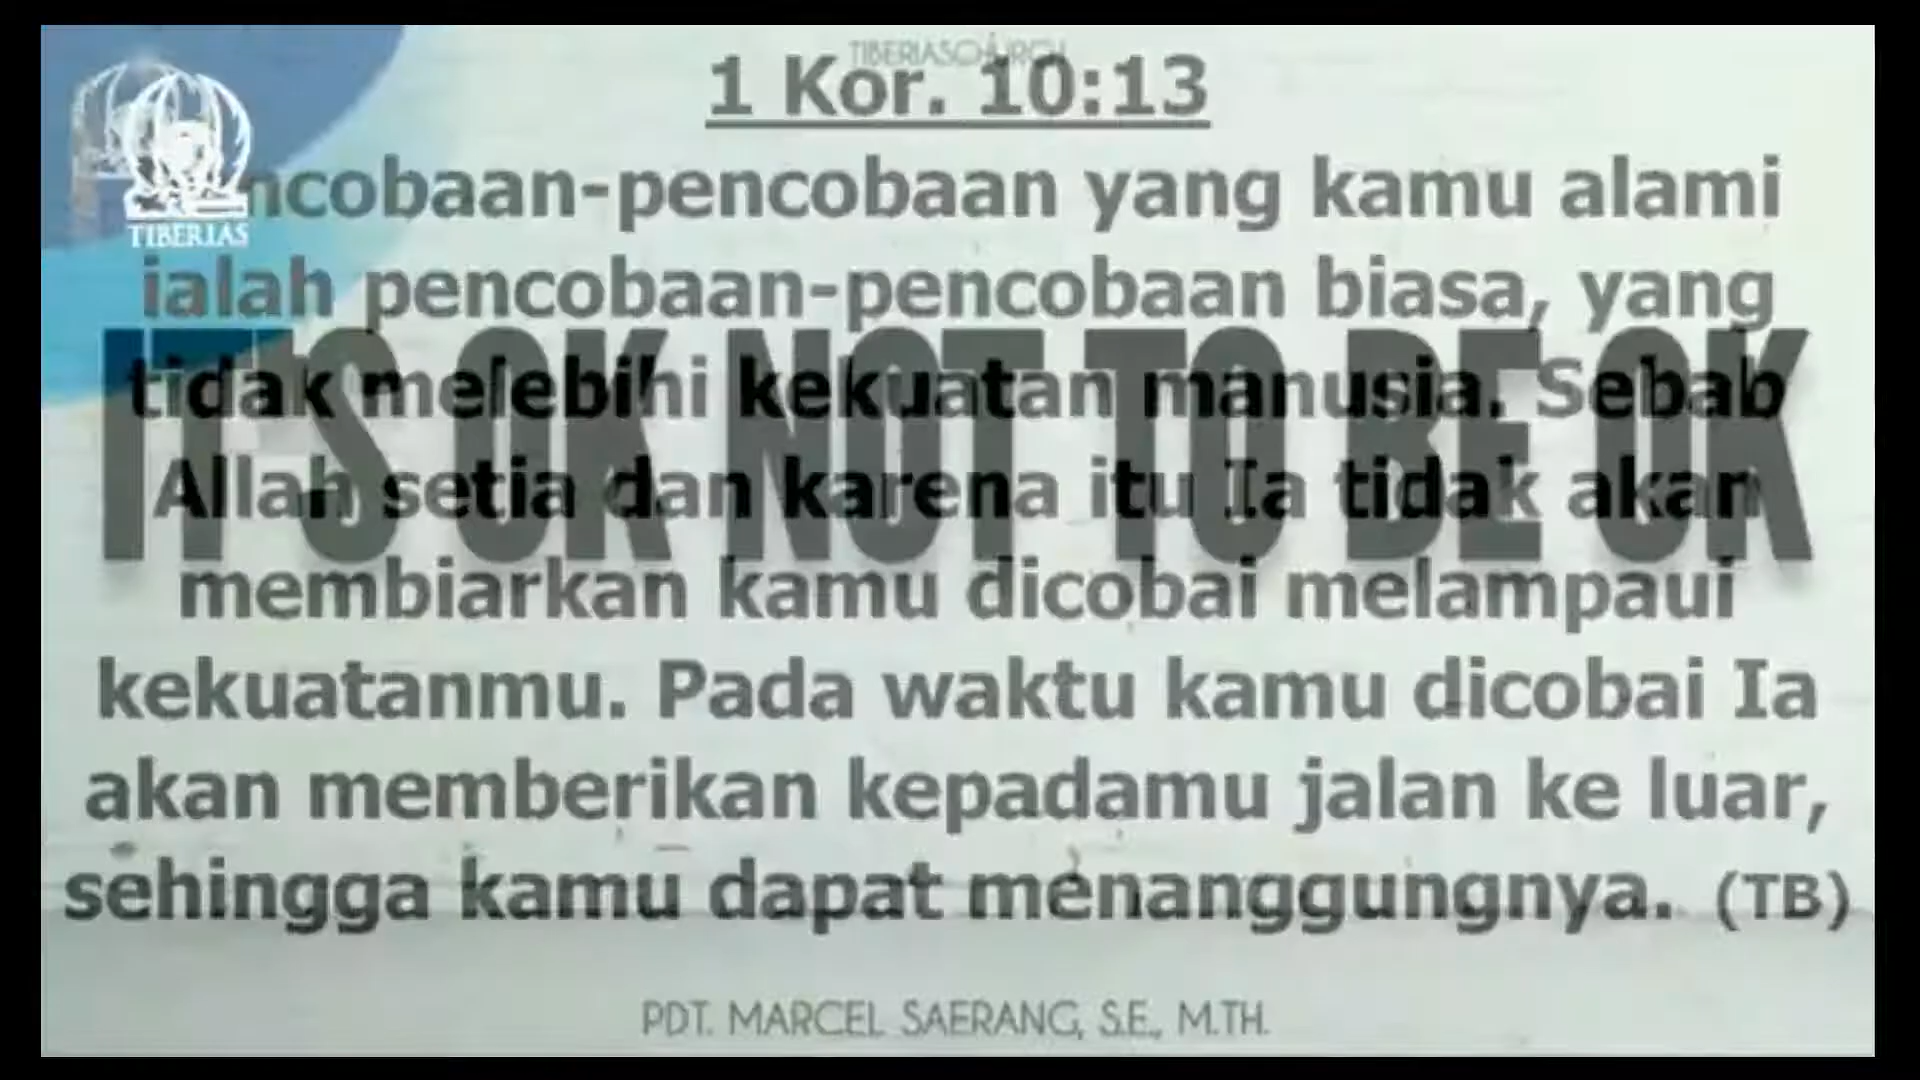 TIBERIASCHURCH
1 Kor. 10:13
TIBERIAS
ncobaan-pencobaan yang kamu alami
ialah pencobaan-pencobaan biasa, yang
IT'S OK NOT TO BE OK
tidak melebihi kekuatan manusia. Sebab
Allah setia dan karena itu Ia tidak akan
membiarkan kamu dicobai melampaui
kekuatanmu. Pada waktu kamu dicobai Ia
akan memberikan kepadamu jalan ke luar,
sehingga kamu dapat menanggungnya. (TB)
PDT. MARCEL SAERANG, S.E., M.TH.